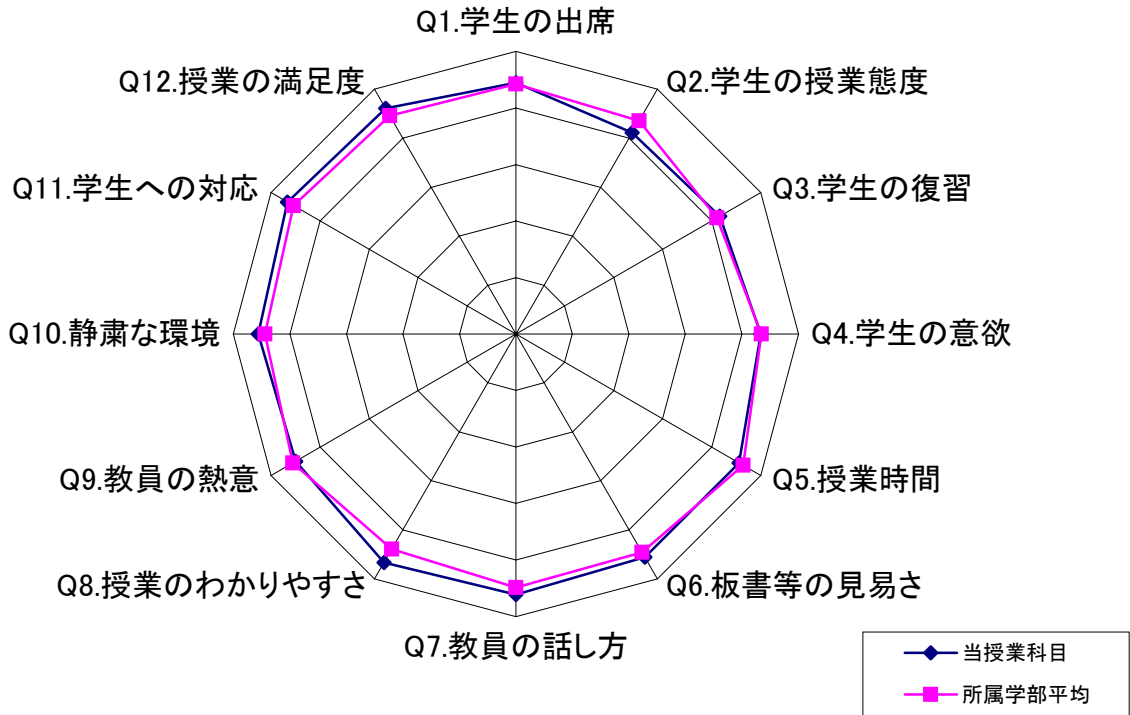 Q1.学生の出席
Q2.学生の授業態度
Q3.学生の復習
Q4.学生の意欲
Q5.授業時間
Q6.板書等の見易さ
Q7.教員の話し方
Q8.授業のわかりやすさ
Q9.教員の熱意
Q10.静粛な環境
Q11.学生への対応
Q12.授業の満足度
当授業科目
所属学部平均